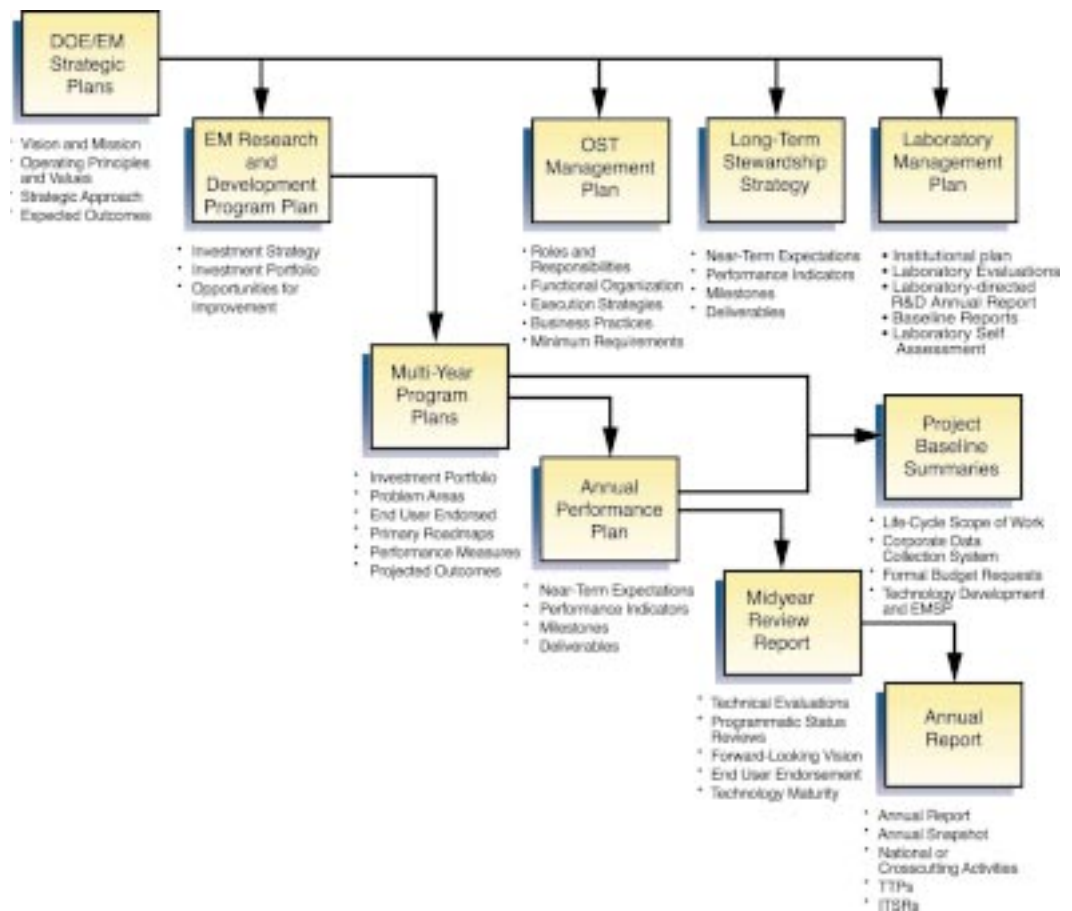 DOE/EM
Strategic
Plans
· Vision and Mission
· Operating Principles
and Values
· Strategic Approach
· Expected Outcomes
EM Research
and
Development
Program Plan
· Investment Strategy
· Investment Portfolio
· Opportunities for
Improvement
OST
Management
Plan
· Roles and
Responsibilities
· Functional Organization
· Execution Strategies
· Business Practices
· Minimum Requirements
Long-Term
Stewardship
Strategy
· Near-Term Expectations
· Performance Indicators
· Milestones
· Deliverables
Laboratory
Management
Plan
• Institutional plan
• Laboratory Evaluations
• Laboratory-directed
R&D Annual Report
• Baseline Reports
• Laboratory Self
Assessment
Multi-Year
Program
Plans
· Investment Portfolio
· Problem Areas
· End User Endorsed
· Primary Roadmaps
· Performance Measures
· Projected Outcomes
Annual
Performance
Plan
· Near-Term Expectations
· Performance Indicators
· Milestones
· Deliverables
Project
Baseline
Summaries
· Life-Cycle Scope of Work
· Corporate Data
Collection System
· Formal Budget Requests
· Technology Development
and EMSP
Midyear
Review
Report
· Technical Evaluations
· Programmatic Status
Reviews
· Forward-Looking Vision
· End User Endorsement
· Technology Maturity
Annual
Report
· Annual Report
· Annual Snapshot
· National or
Crosscutting Activities
· TTPs
· ITSRs